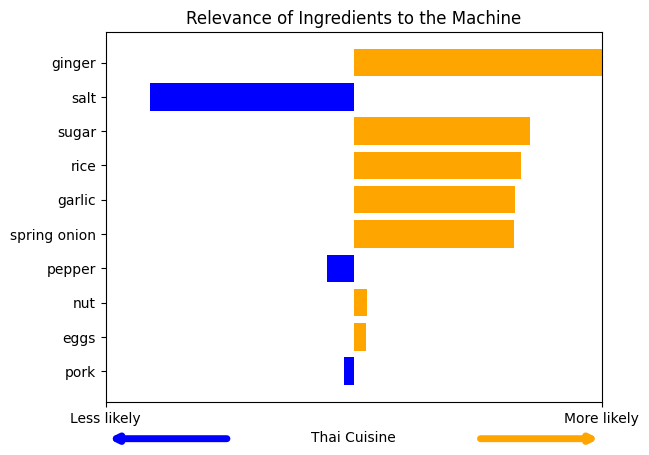 Relevance of Ingredients to the Machine
ginger
salt
sugar
rice
garlic
spring onion
pepper
nut
eggs
pork
Less likely
More likely
Thai Cuisine